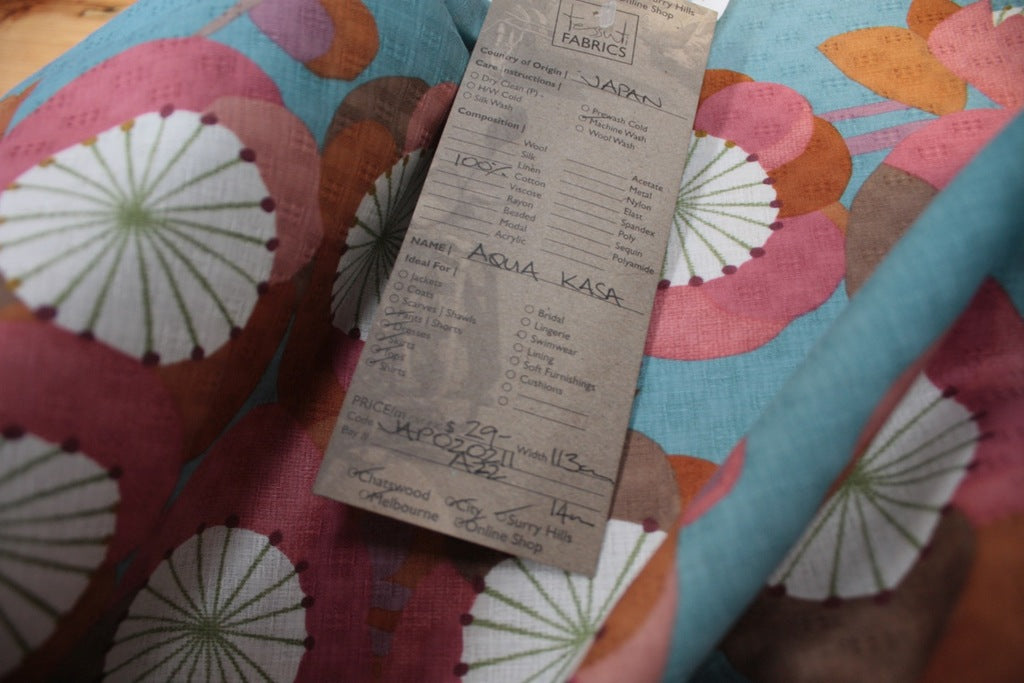 Surry Hills
Online Shop
Tessuti
FABRICS
Country of Origin | JAPAN
Care Instructions |
Dry Clean (P) -
H/W Cold
Silk Wash
Prewash Cold
Machine Wash
Wool Wash
Composition |
Wool
Silk
Linen
100% Cotton
Viscose
Rayon
Beaded
Modal
Acrylic
Acetate
Metal
Nylon
Elast
Spandex
Poly
Sequin
Polyamide
NAME | AQUA KASA
Ideal For |
Jackets
Coats
Scarves | Shawls
Pants | Shorts
Dresses
Skirts
Tops
Shirts
Bridal
Lingerie
Swimwear
Lining
Soft Furnishings
Cushions
PRICE/m $29-
Code JAP020211 Width 113cm
Bay # A22
14m
Chatswood City Surry Hills
Melbourne Online Shop